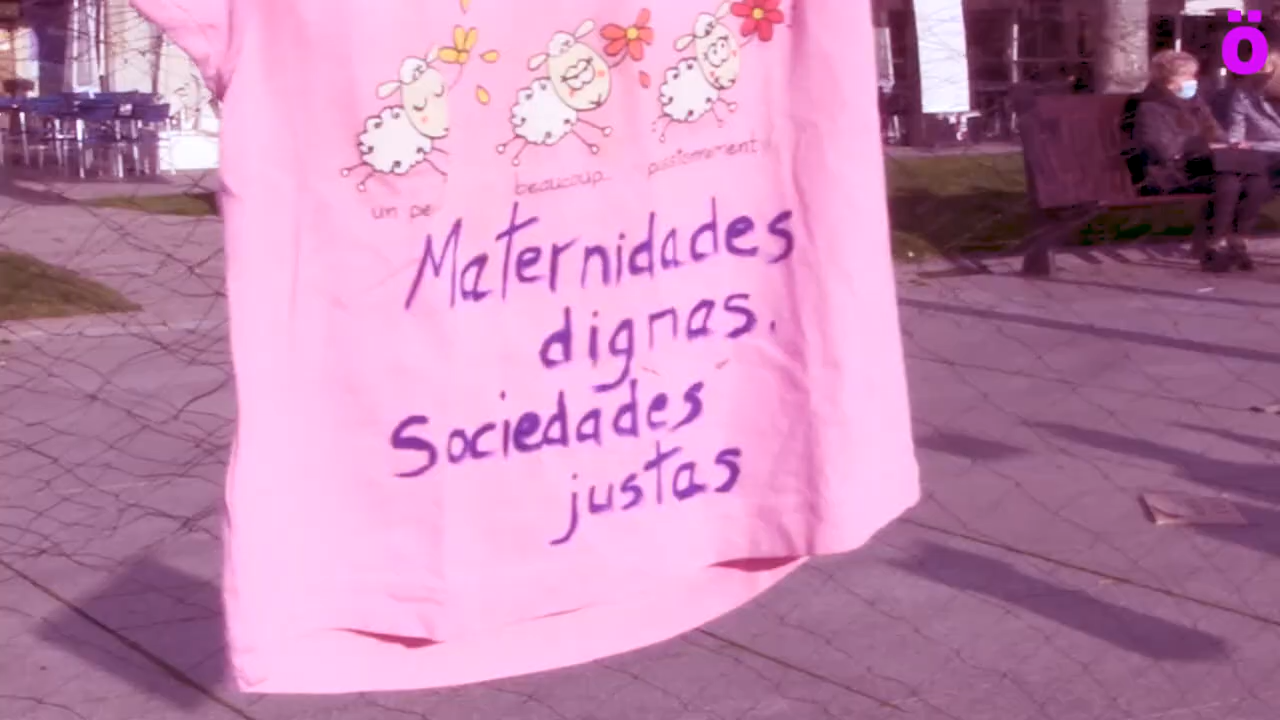 Ö
un pe
beaucoup..
passionnément
Maternidades
dignas.
Sociedades
justas